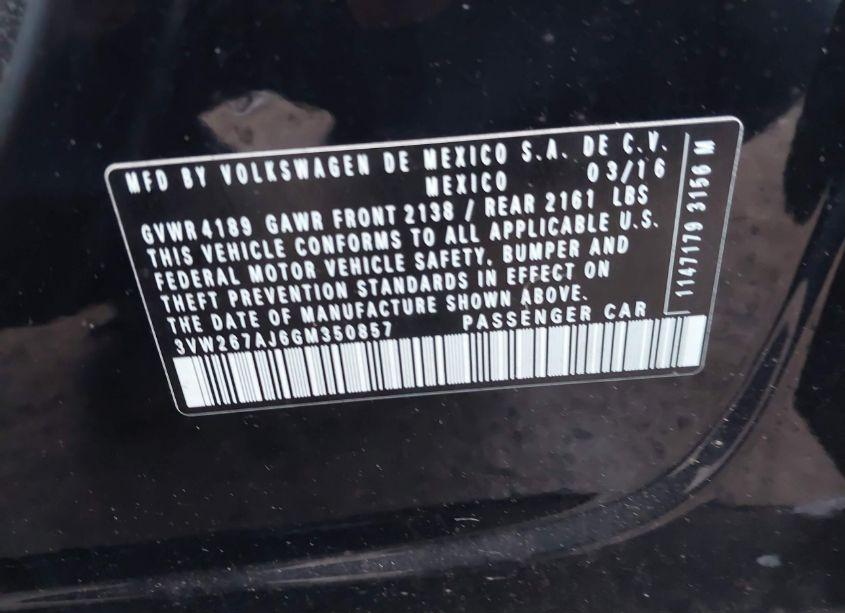 MFD BY VOLKSWAGEN DE MEXICO S.A. DE C.V.
MEXICO 03/16
GVWR 4189 GAWR FRONT 2138 / REAR 2161 LBS
THIS VEHICLE CONFORMS TO ALL APPLICABLE U.S.
FEDERAL MOTOR VEHICLE SAFETY, BUMPER AND
THEFT PREVENTION STANDARDS IN EFFECT ON
THE DATE OF MANUFACTURE SHOWN ABOVE.
3VW267AJ6GM350857 PASSENGER CAR
1147179 3156 M